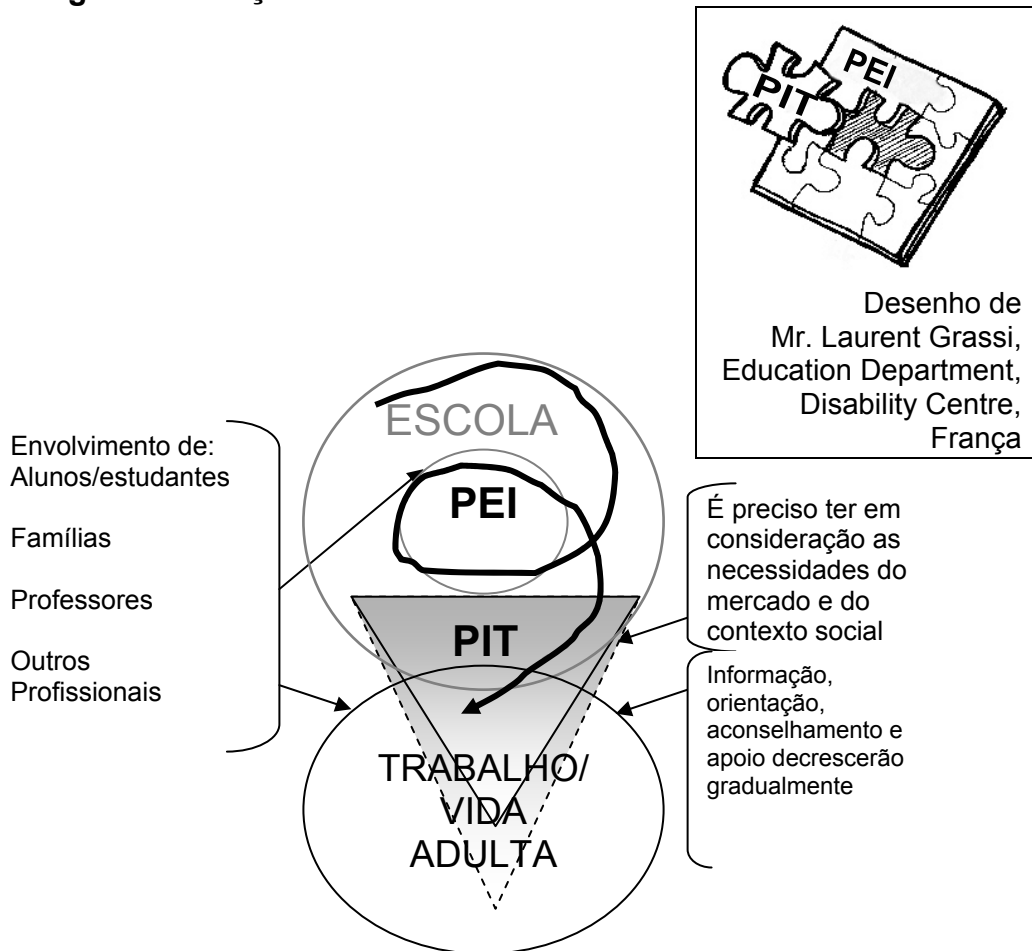 PIT
PEI
Desenho de
Mr. Laurent Grassi,
Education Department,
Disability Centre,
França
ESCOLA
PEI
PIT
TRABALHO/
VIDA
ADULTA
Envolvimento de:
Alunos/estudantes
Famílias
Professores
Outros
Profissionais
É preciso ter em
consideração as
necessidades do
mercado e do
contexto social
Informação,
orientação,
aconselhamento e
apoio decrescerão
gradualmente